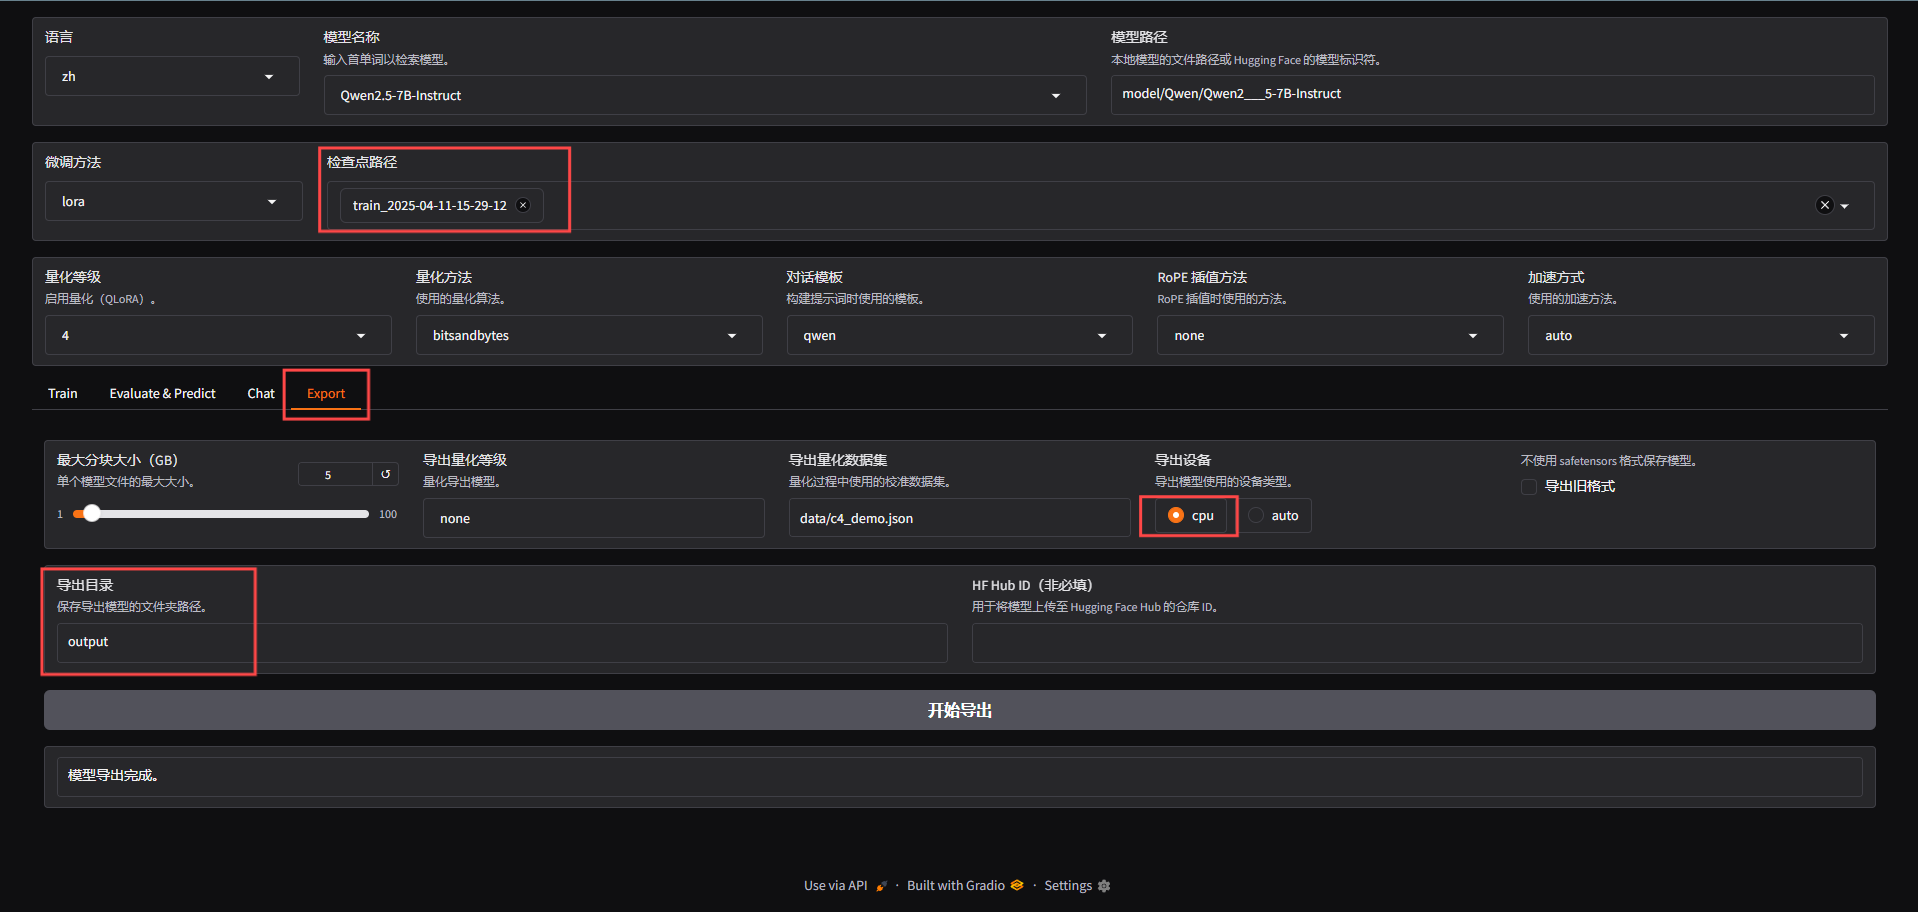 语言
zh
模型名称
输入首单词以检索模型。
Qwen2.5-7B-Instruct
模型路径
本地模型的文件路径或 Hugging Face 的模型标识符。
model/Qwen/Qwen2___5-7B-Instruct
微调方法
lora
检查点路径
train_2025-04-11-15-29-12
量化等级
启用量化（QLoRA）。
4
量化方法
使用的量化算法。
bitsandbytes
对话模板
构建提示词时使用的模板。
qwen
RoPE 插值方法
RoPE 插值时使用的方法。
none
加速方式
使用的加速方法。
auto
Train
Evaluate & Predict
Chat
Export
最大分块大小（GB）
单个模型文件的最大大小。
5
1
100
导出量化等级
量化导出模型。
none
导出量化数据集
量化过程中使用的校准数据集。
data/c4_demo.json
导出设备
导出模型使用的设备类型。
cpu
auto
不使用 safetensors 格式保存模型。
导出旧格式
导出目录
保存导出模型的文件夹路径。
output
HF Hub ID（非必填）
用于将模型上传至 Hugging Face Hub 的仓库 ID。
开始导出
模型导出完成。
Use via API · Built with Gradio · Settings